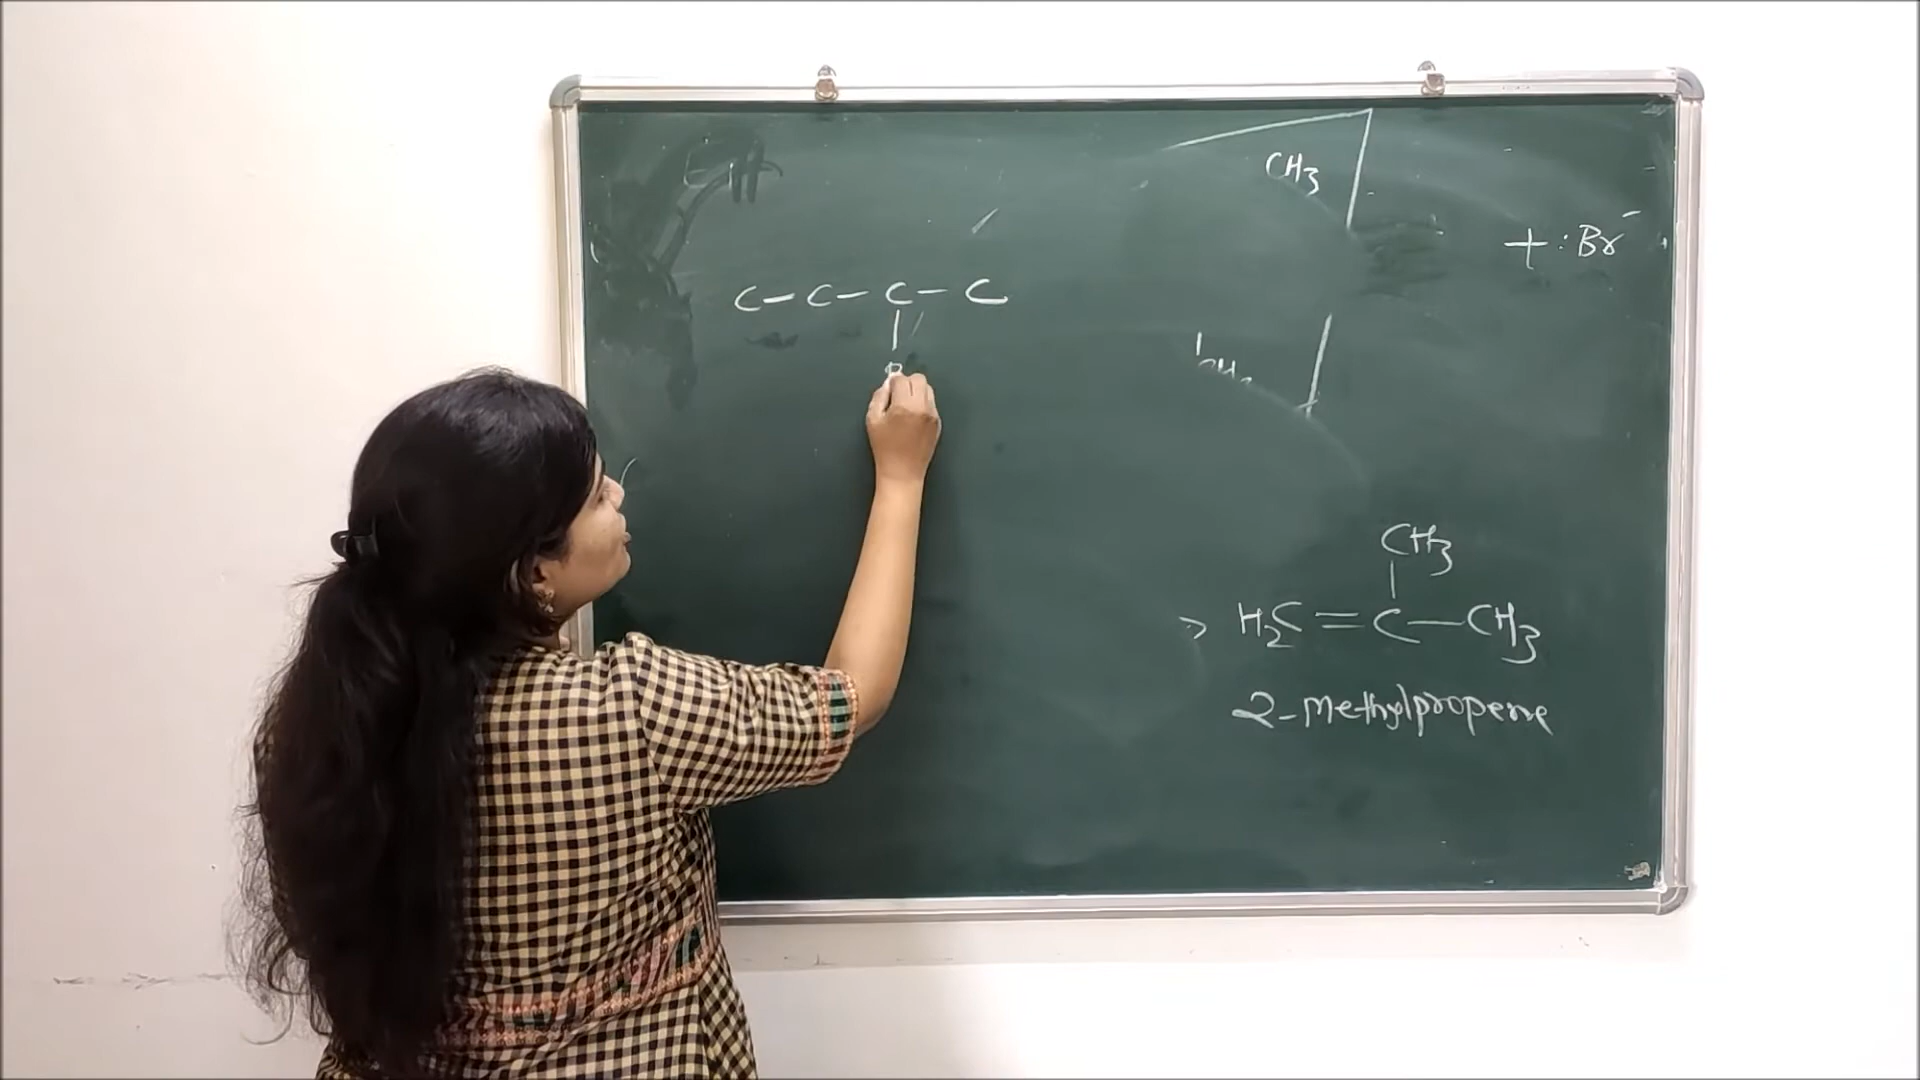 CH3
+ :Br-
C-C-C-C
|
CH3
|
H2C=C-CH3
2-methylpropene